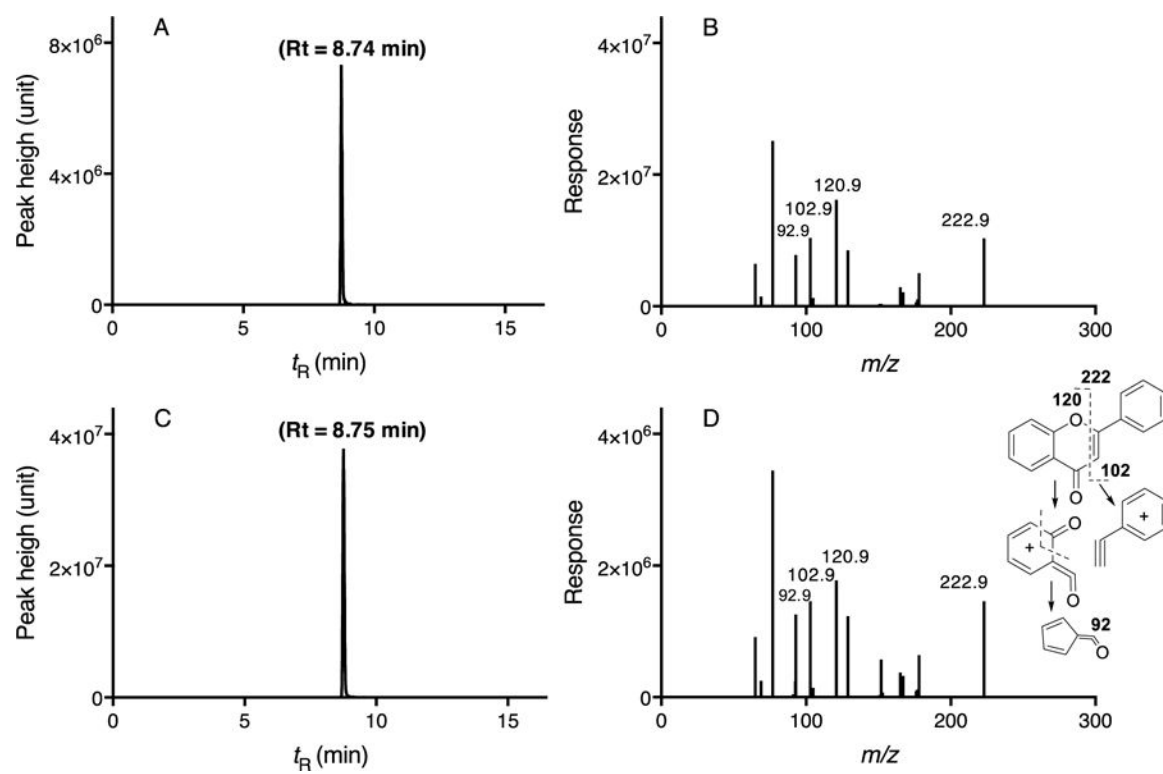 A
(Rt = 8.74 min)
Peak heigh (unit)
8×10⁶
4×10⁶
0
0 5 10 15
tR (min)
B
Response
4×10⁷
2×10⁷
0
92.9
102.9
120.9
222.9
0 100 200 300
m/z
C
(Rt = 8.75 min)
Peak heigh (unit)
4×10⁷
2×10⁷
0
0 5 10 15
tR (min)
D
Response
4×10⁶
2×10⁶
0
92.9
102.9
120.9
222.9
0 100 200 300
m/z
222
120
O
102
O
+
O
+
O
92
O